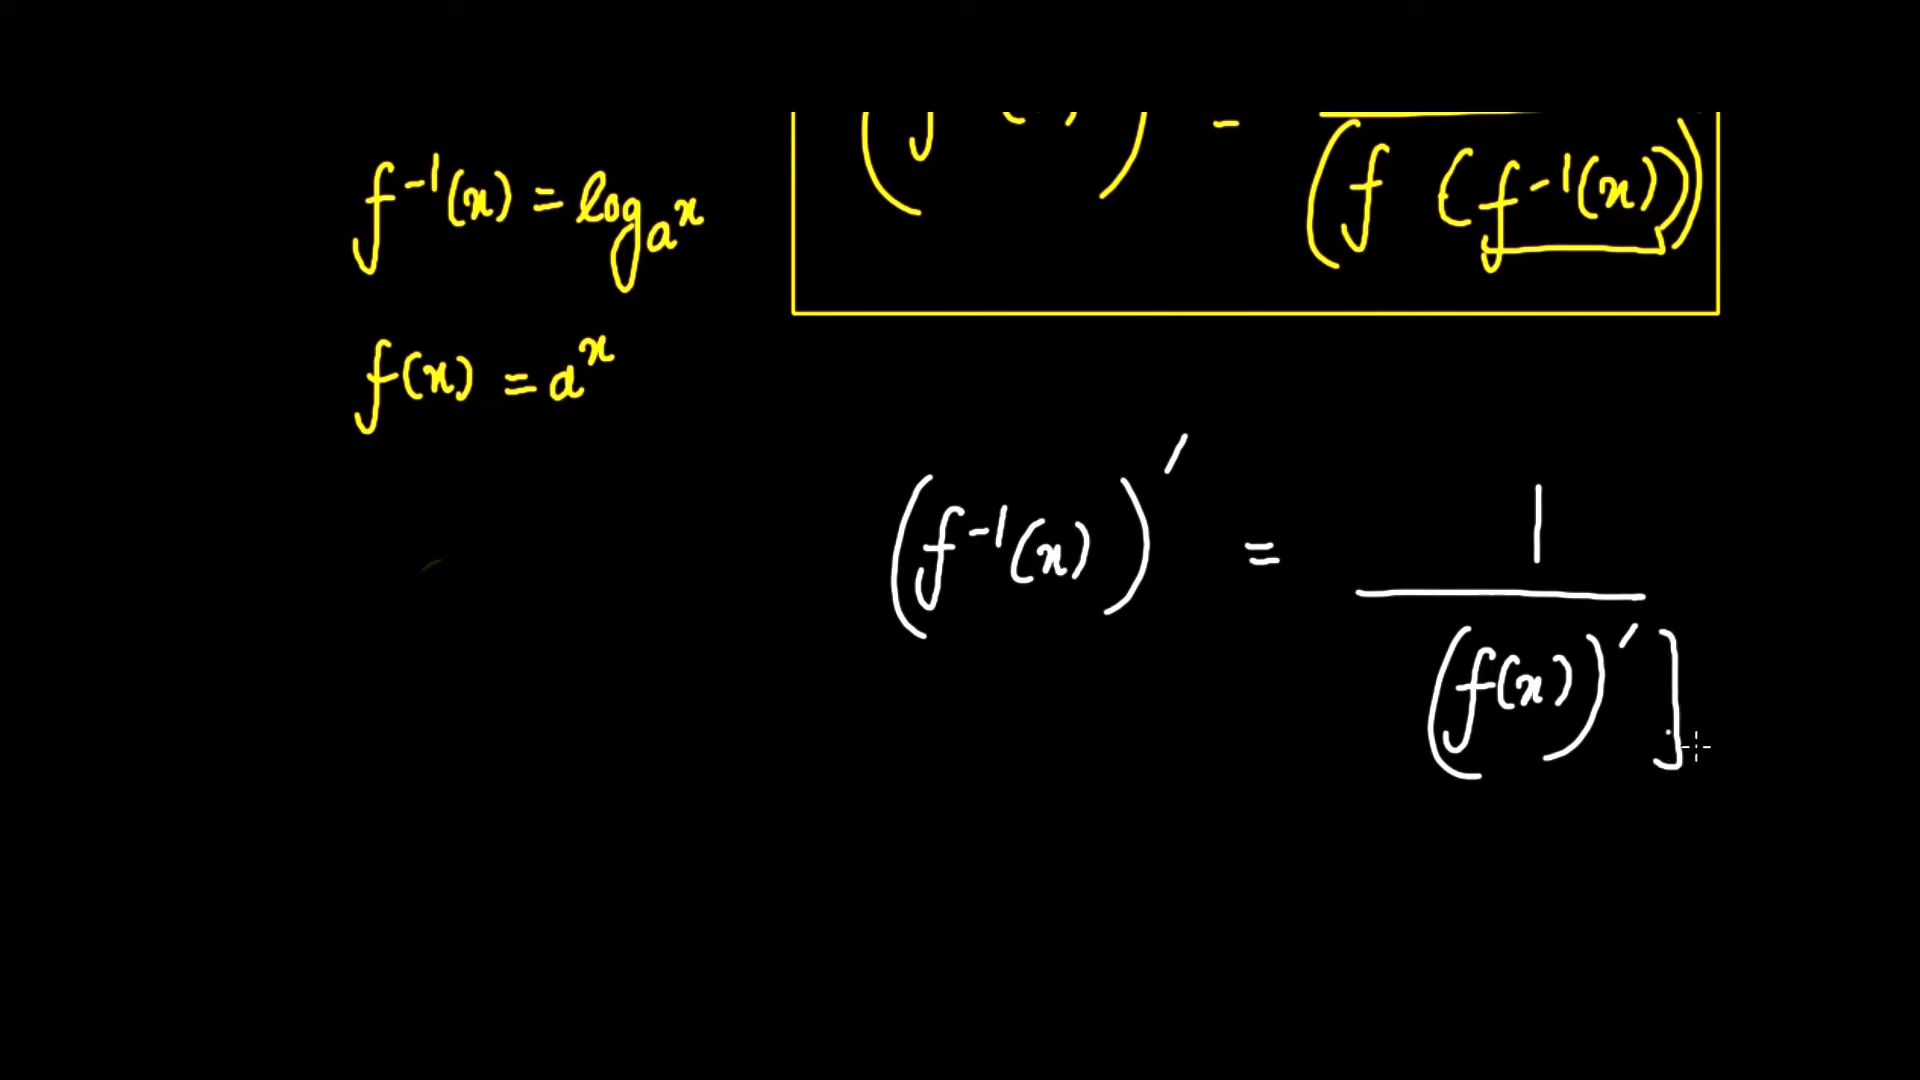 f⁻¹(x) = logₐx
(f (f⁻¹(x)))
f(x) = aˣ
(f⁻¹(x))′ = 1 / (f(x))′ ]